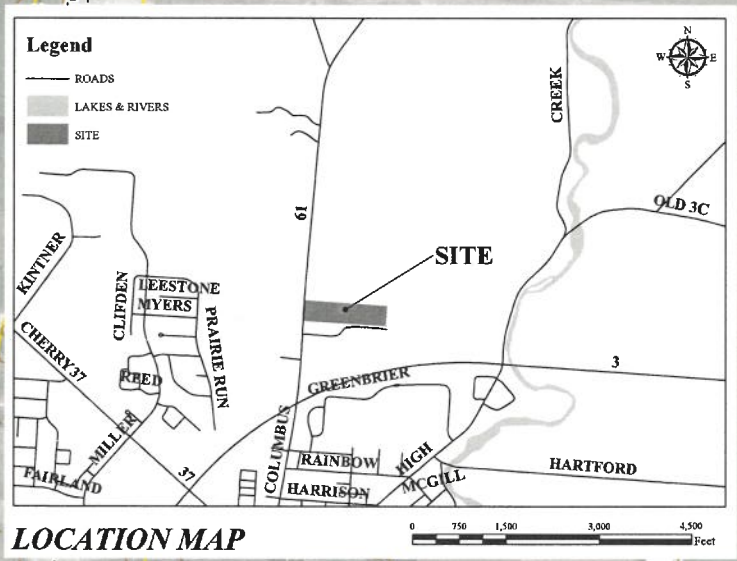 Legend
ROADS
LAKES & RIVERS
SITE
N
W E
S
CREEK
61
OLD 3C
KINTNER
SITE
CLIFDEN
LEESTONE
MYERS
PRAIRIE RUN
CHERRY37
3
REED
GREENBRIER
COLUMBUS
MILLER
RAINBOW
HIGH
HARTFORD
37
FAIRLAND
HARRISON
MCGILL
LOCATION MAP
0 750 1,500 3,000 4,500
Feet